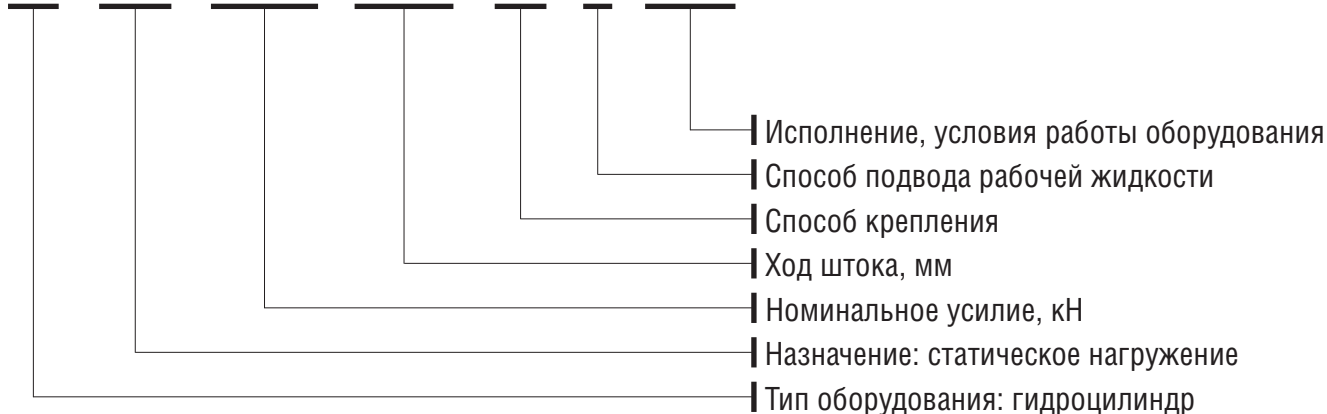 Исполнение, условия работы оборудования
Способ подвода рабочей жидкости
Способ крепления
Ход штока, мм
Номинальное усилие, кН
Назначение: статическое нагружение
Тип оборудования: гидроцилиндр